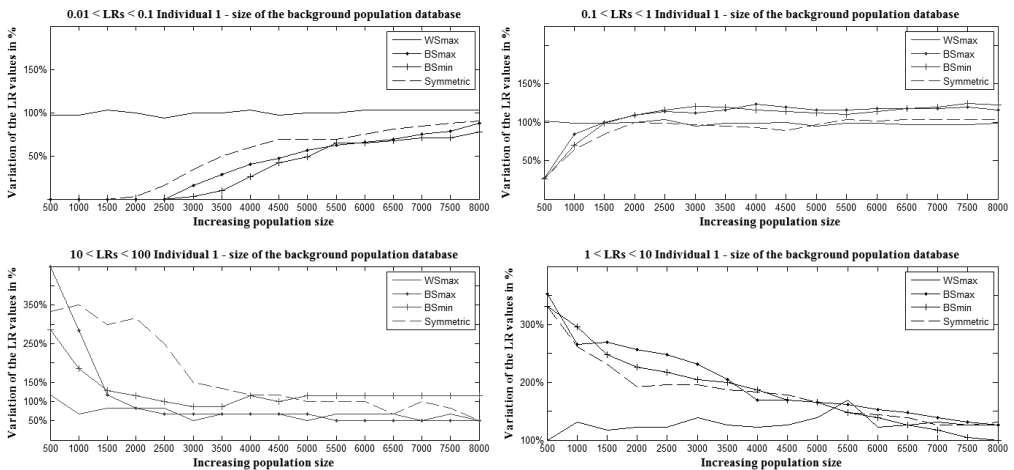 0.01 < LRs < 0.1 Individual 1 - size of the background population database
Variation of the LR values in %
150%
100%
50%
WSmax
BSmax
BSmin
Symmetric
500 1000 1500 2000 2500 3000 3500 4000 4500 5000 5500 6000 6500 7000 7500 8000
Increasing population size
0.1 < LRs < 1 Individual 1 - size of the background population database
Variation of the LR values in %
150%
100%
50%
WSmax
BSmax
BSmin
Symmetric
500 1000 1500 2000 2500 3000 3500 4000 4500 5000 5500 6000 6500 7000 7500 8000
Increasing population size
10 < LRs < 100 Individual 1 - size of the background population database
Variation of the LR values in %
350%
250%
150%
100%
50%
WSmax
BSmax
BSmin
Symmetric
500 1000 1500 2000 2500 3000 3500 4000 4500 5000 5500 6000 6500 7000 7500 8000
Increasing population size
1 < LRs < 10 Individual 1 - size of the background population database
Variation of the LR values in %
300%
200%
100%
WSmax
BSmax
BSmin
Symmetric
500 1000 1500 2000 2500 3000 3500 4000 4500 5000 5500 6000 6500 7000 7500 8000
Increasing population size